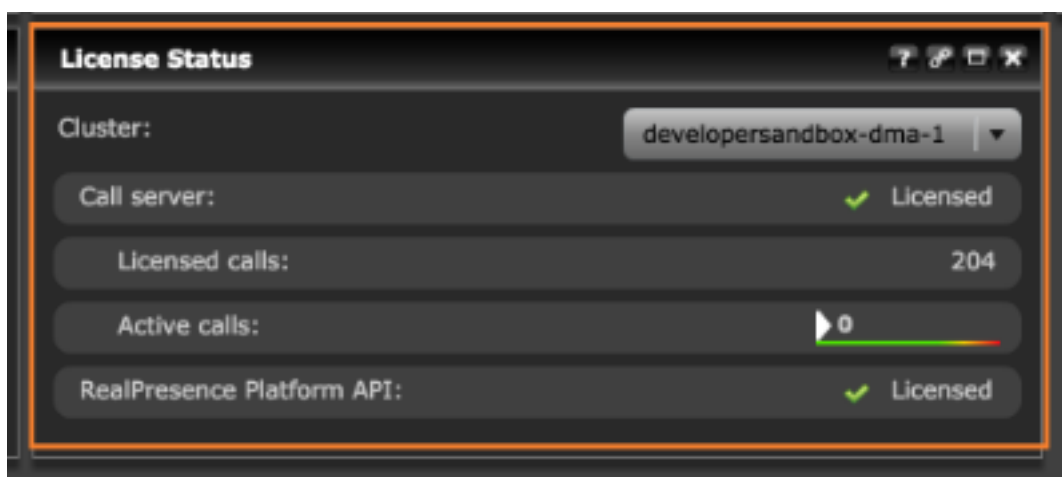 License Status
Cluster: developersandbox-dma-1
Call server: Licensed
Licensed calls: 204
Active calls: 0
RealPresence Platform API: Licensed